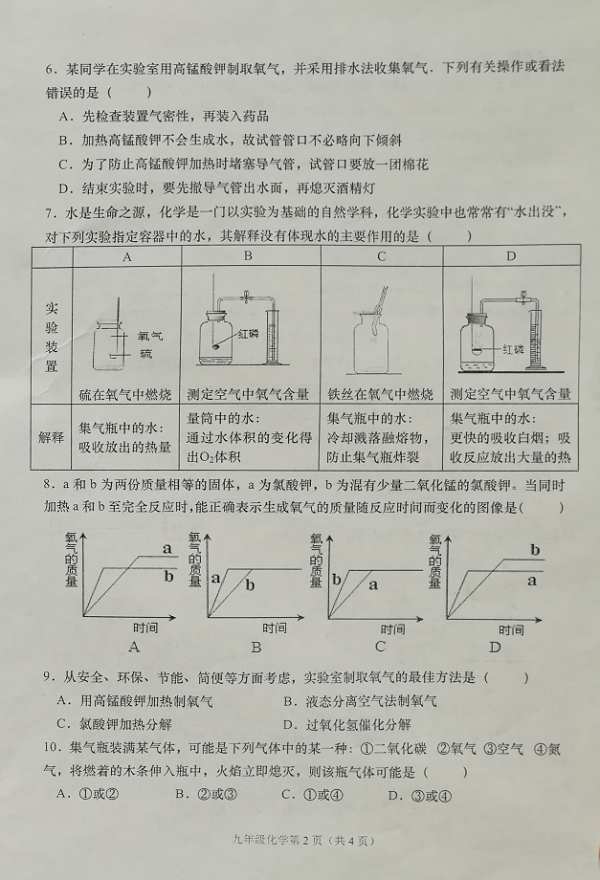 6．某同学在实验室用高锰酸钾制取氧气，并采用排水法收集氧气．下列有关操作或看法
错误的是（　　）
A．先检查装置气密性，再装入药品
B．加热高锰酸钾不会生成水，故试管管口不必略向下倾斜
C．为了防止高锰酸钾加热时堵塞导气管，试管口要放一团棉花
D．结束实验时，要先撤导气管出水面，再熄灭酒精灯
7．水是生命之源，化学是一门以实验为基础的自然学科，化学实验中也常常有“水出没”，
对下列实验指定容器中的水，其解释没有体现水的主要作用的是（　　）
A B C D
实验装置
氧气
硫
红磷
红磷
硫在氧气中燃烧 测定空气中氧气含量 铁丝在氧气中燃烧 测定空气中氧气含量
解释
集气瓶中的水：
吸收放出的热量
量筒中的水：
通过水体积的变化得
出O₂体积
集气瓶中的水：
冷却溅落融熔物，
防止集气瓶炸裂
集气瓶中的水：
更快的吸收白烟；吸
收反应放出大量的热
8．a 和 b 为两份质量相等的固体，a 为氯酸钾，b 为混有少量二氧化锰的氯酸钾。当同时
加热 a 和 b 至完全反应时,能正确表示生成氧气的质量随反应时间而变化的图像是(　　)
氧气的质量 a b 时间
氧气的质量 a b 时间
氧气的质量 b a 时间
氧气的质量 b a 时间
A B C D
9．从安全、环保、节能、简便等方面考虑，实验室制取氧气的最佳方法是（　　）
A．用高锰酸钾加热制氧气 B．液态分离空气法制氧气
C．氯酸钾加热分解 D．过氧化氢催化分解
10．集气瓶装满某气体，可能是下列气体中的某一种：①二氧化碳 ②氧气 ③空气 ④氮
气，将燃着的木条伸入瓶中，火焰立即熄灭，则该瓶气体可能是（　　）
A．①或② B．②或③ C．①或④ D．③或④
九年级化学第 2 页（共 4 页）